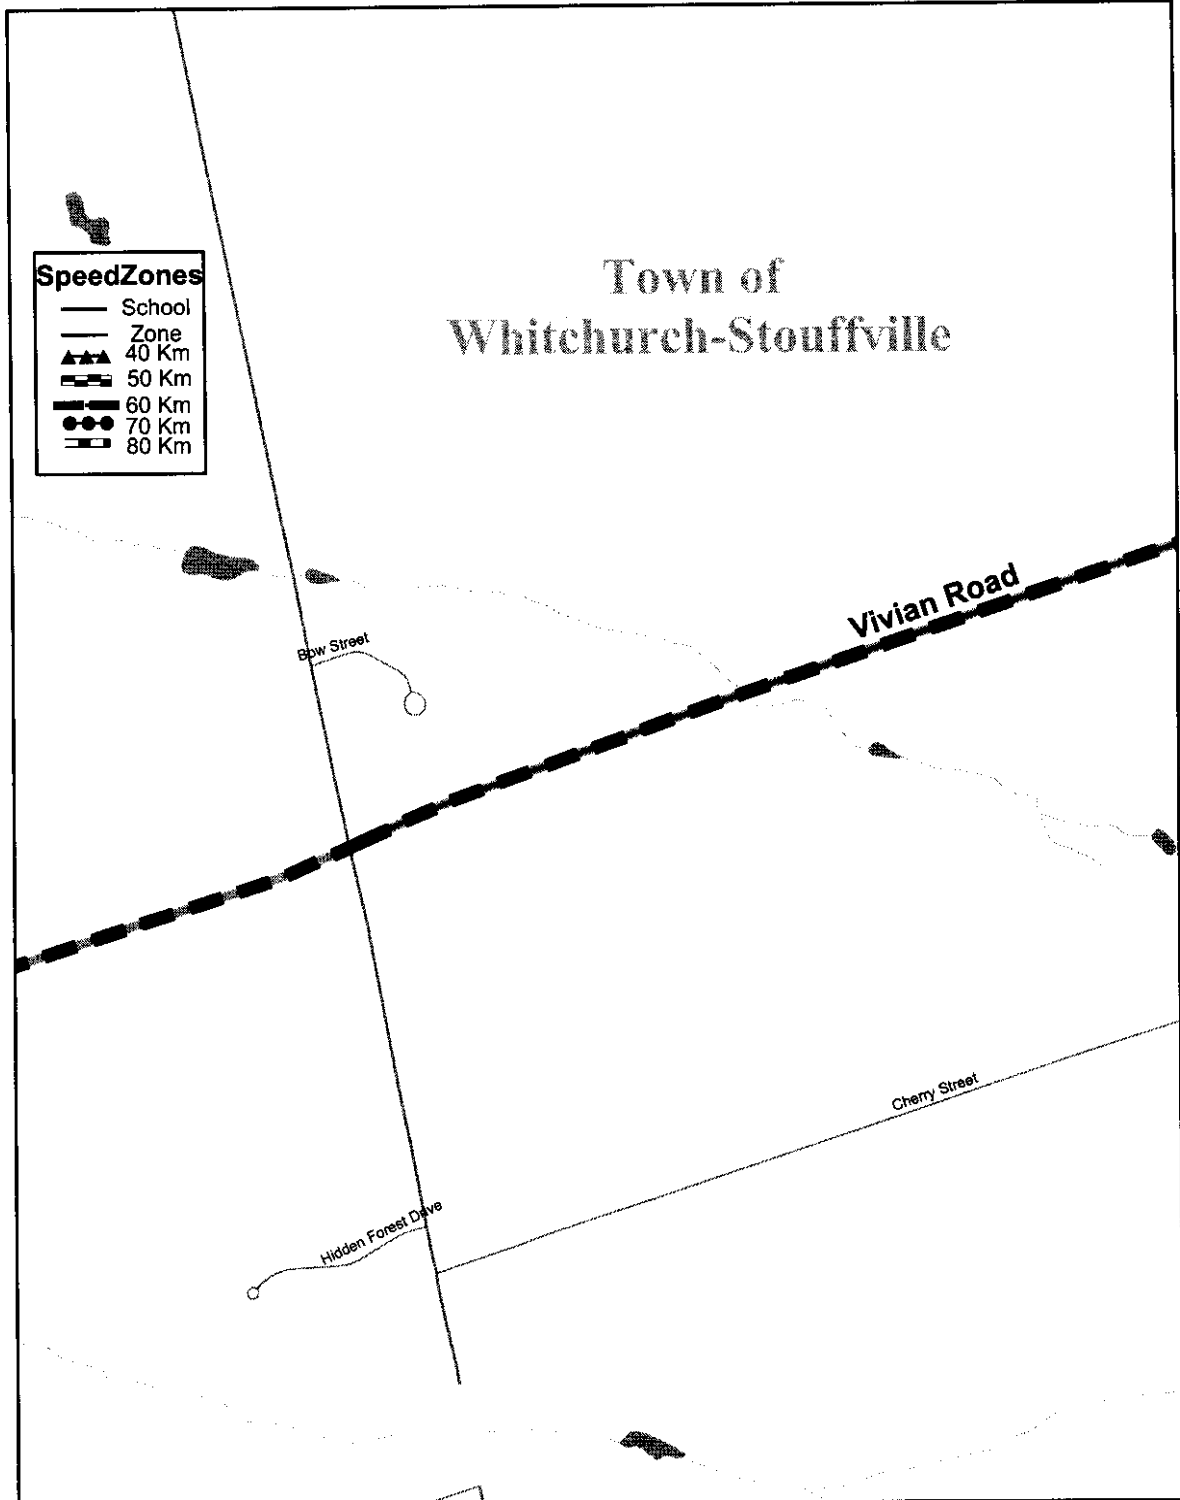 Town of
Whitchurch-Stouffville
SpeedZones
School
Zone
40 Km
50 Km
60 Km
70 Km
80 Km
Vivian Road
Bow Street
Cherry Street
Hidden Forest Drive